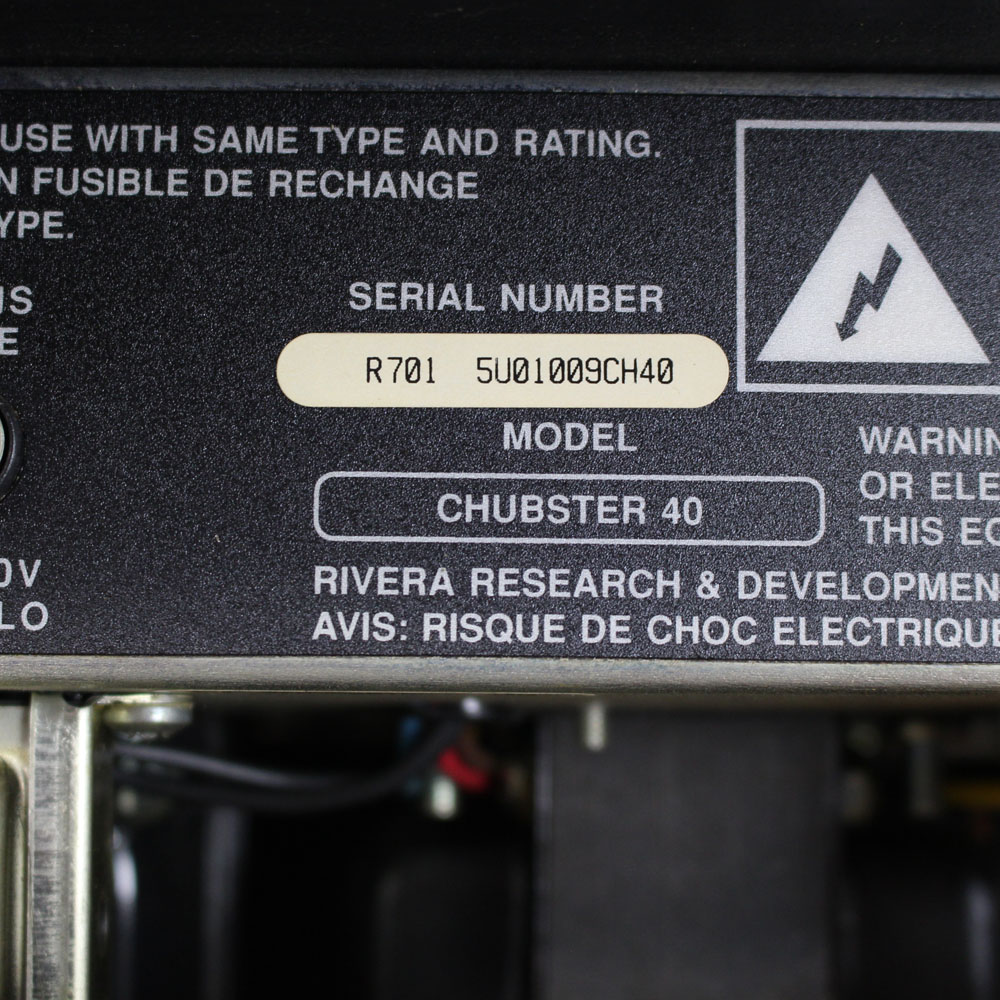 USE WITH SAME TYPE AND RATING.
N FUSIBLE DE RECHANGE
YPE.
US
E
SERIAL NUMBER
R701 5U01009CH40
MODEL
CHUBSTER 40
WARNIN
OR ELE
THIS EQ
0V
LO
RIVERA RESEARCH & DEVELOPMEN
AVIS: RISQUE DE CHOC ELECTRIQUE